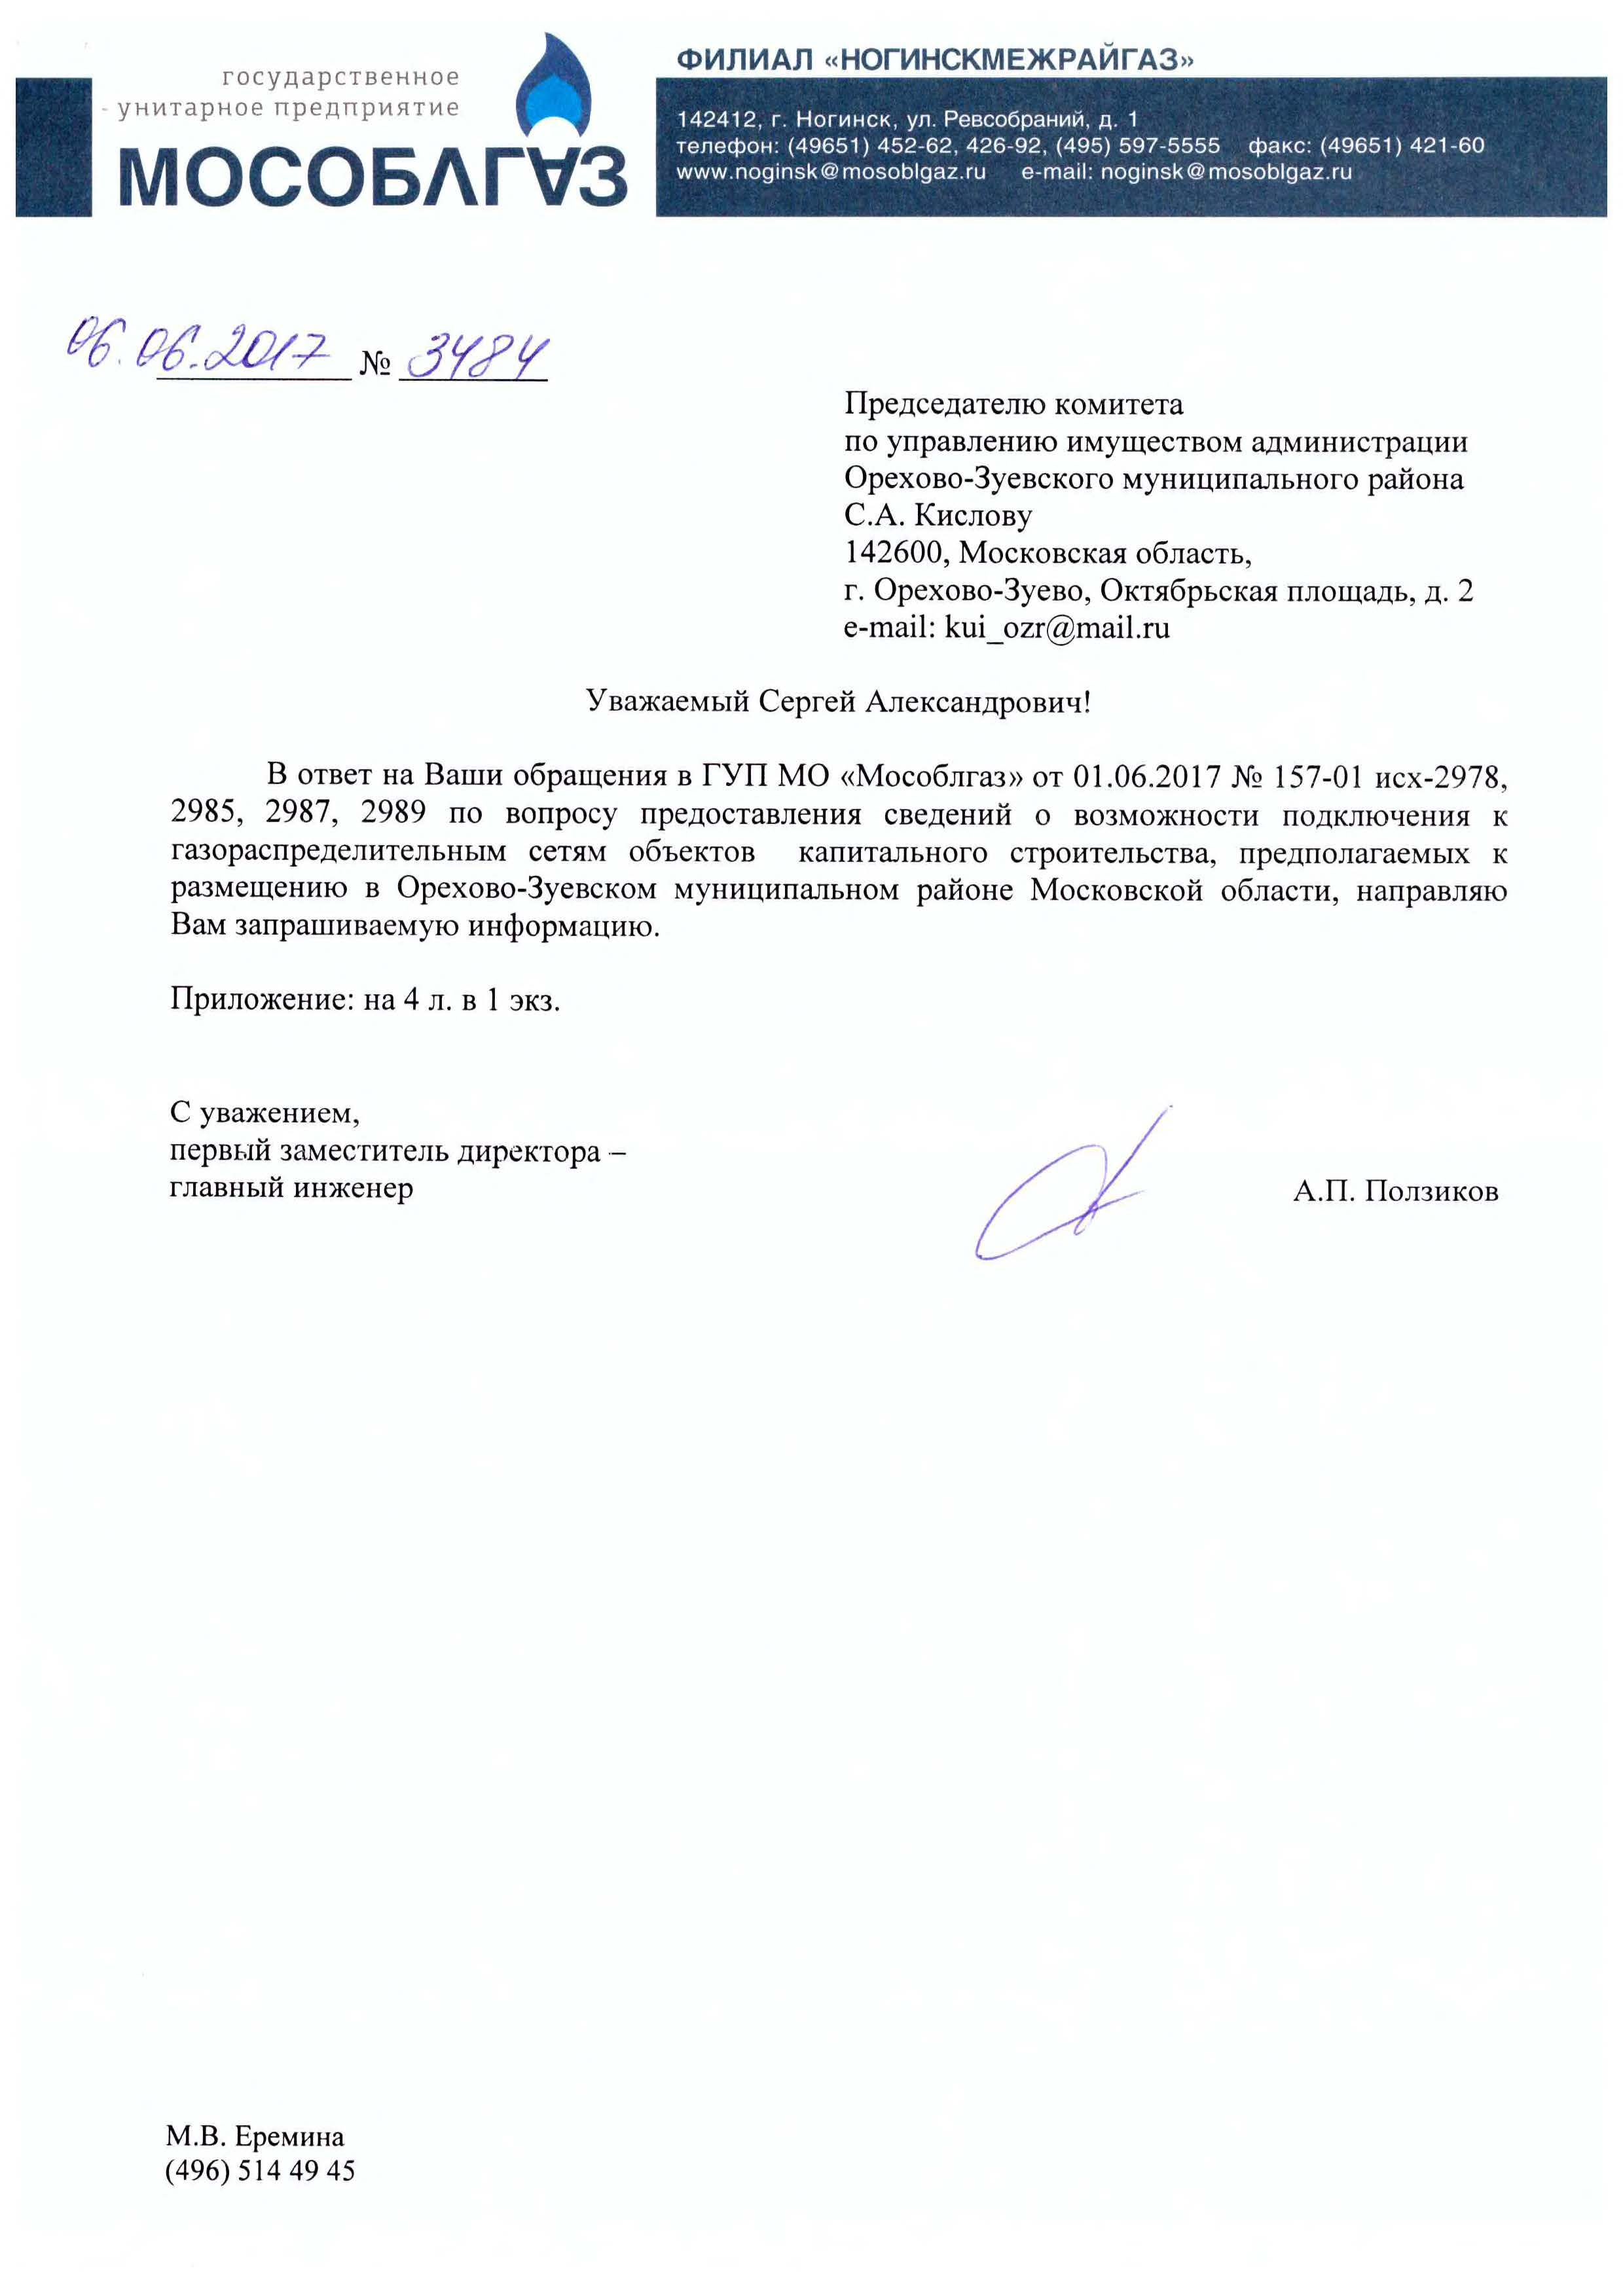 государственное
унитарное предприятие
МОСОБЛГАЗ
ФИЛИАЛ «НОГИНСКМЕЖРАЙГАЗ»
142412, г. Ногинск, ул. Ревсобраний, д. 1
телефон: (49651) 452-62, 426-92, (495) 597-5555 факс: (49651) 421-60
www.noginsk@mosoblgaz.ru e-mail: noginsk@mosoblgaz.ru
06.06.2017 № 3484
Председателю комитета
по управлению имуществом администрации
Орехово-Зуевского муниципального района
С.А. Кислову
142600, Московская область,
г. Орехово-Зуево, Октябрьская площадь, д. 2
e-mail: kui_ozr@mail.ru
Уважаемый Сергей Александрович!
В ответ на Ваши обращения в ГУП МО «Мособлгаз» от 01.06.2017 № 157-01 исх-2978,
2985, 2987, 2989 по вопросу предоставления сведений о возможности подключения к
газораспределительным сетям объектов капитального строительства, предполагаемых к
размещению в Орехово-Зуевском муниципальном районе Московской области, направляю
Вам запрашиваемую информацию.
Приложение: на 4 л. в 1 экз.
С уважением,
первый заместитель директора –
главный инженер
А.П. Ползиков
М.В. Еремина
(496) 514 49 45